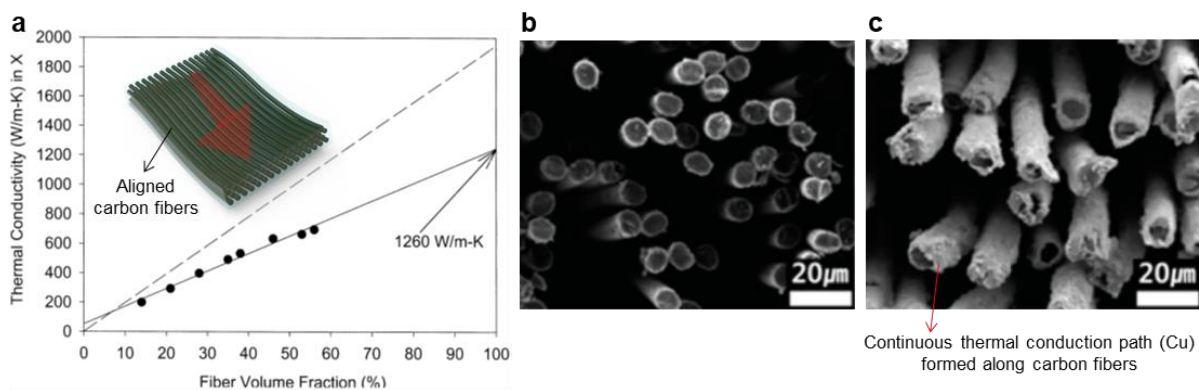 a
2000
1800
1600
1400
1200
1000
800
600
400
200
0
Thermal Conductivity (W/m-K) in X
Aligned
carbon fibers
1260 W/m-K
0 10 20 30 40 50 60 70 80 90 100
Fiber Volume Fraction (%)
b
20μm
c
20μm
Continuous thermal conduction path (Cu)
formed along carbon fibers